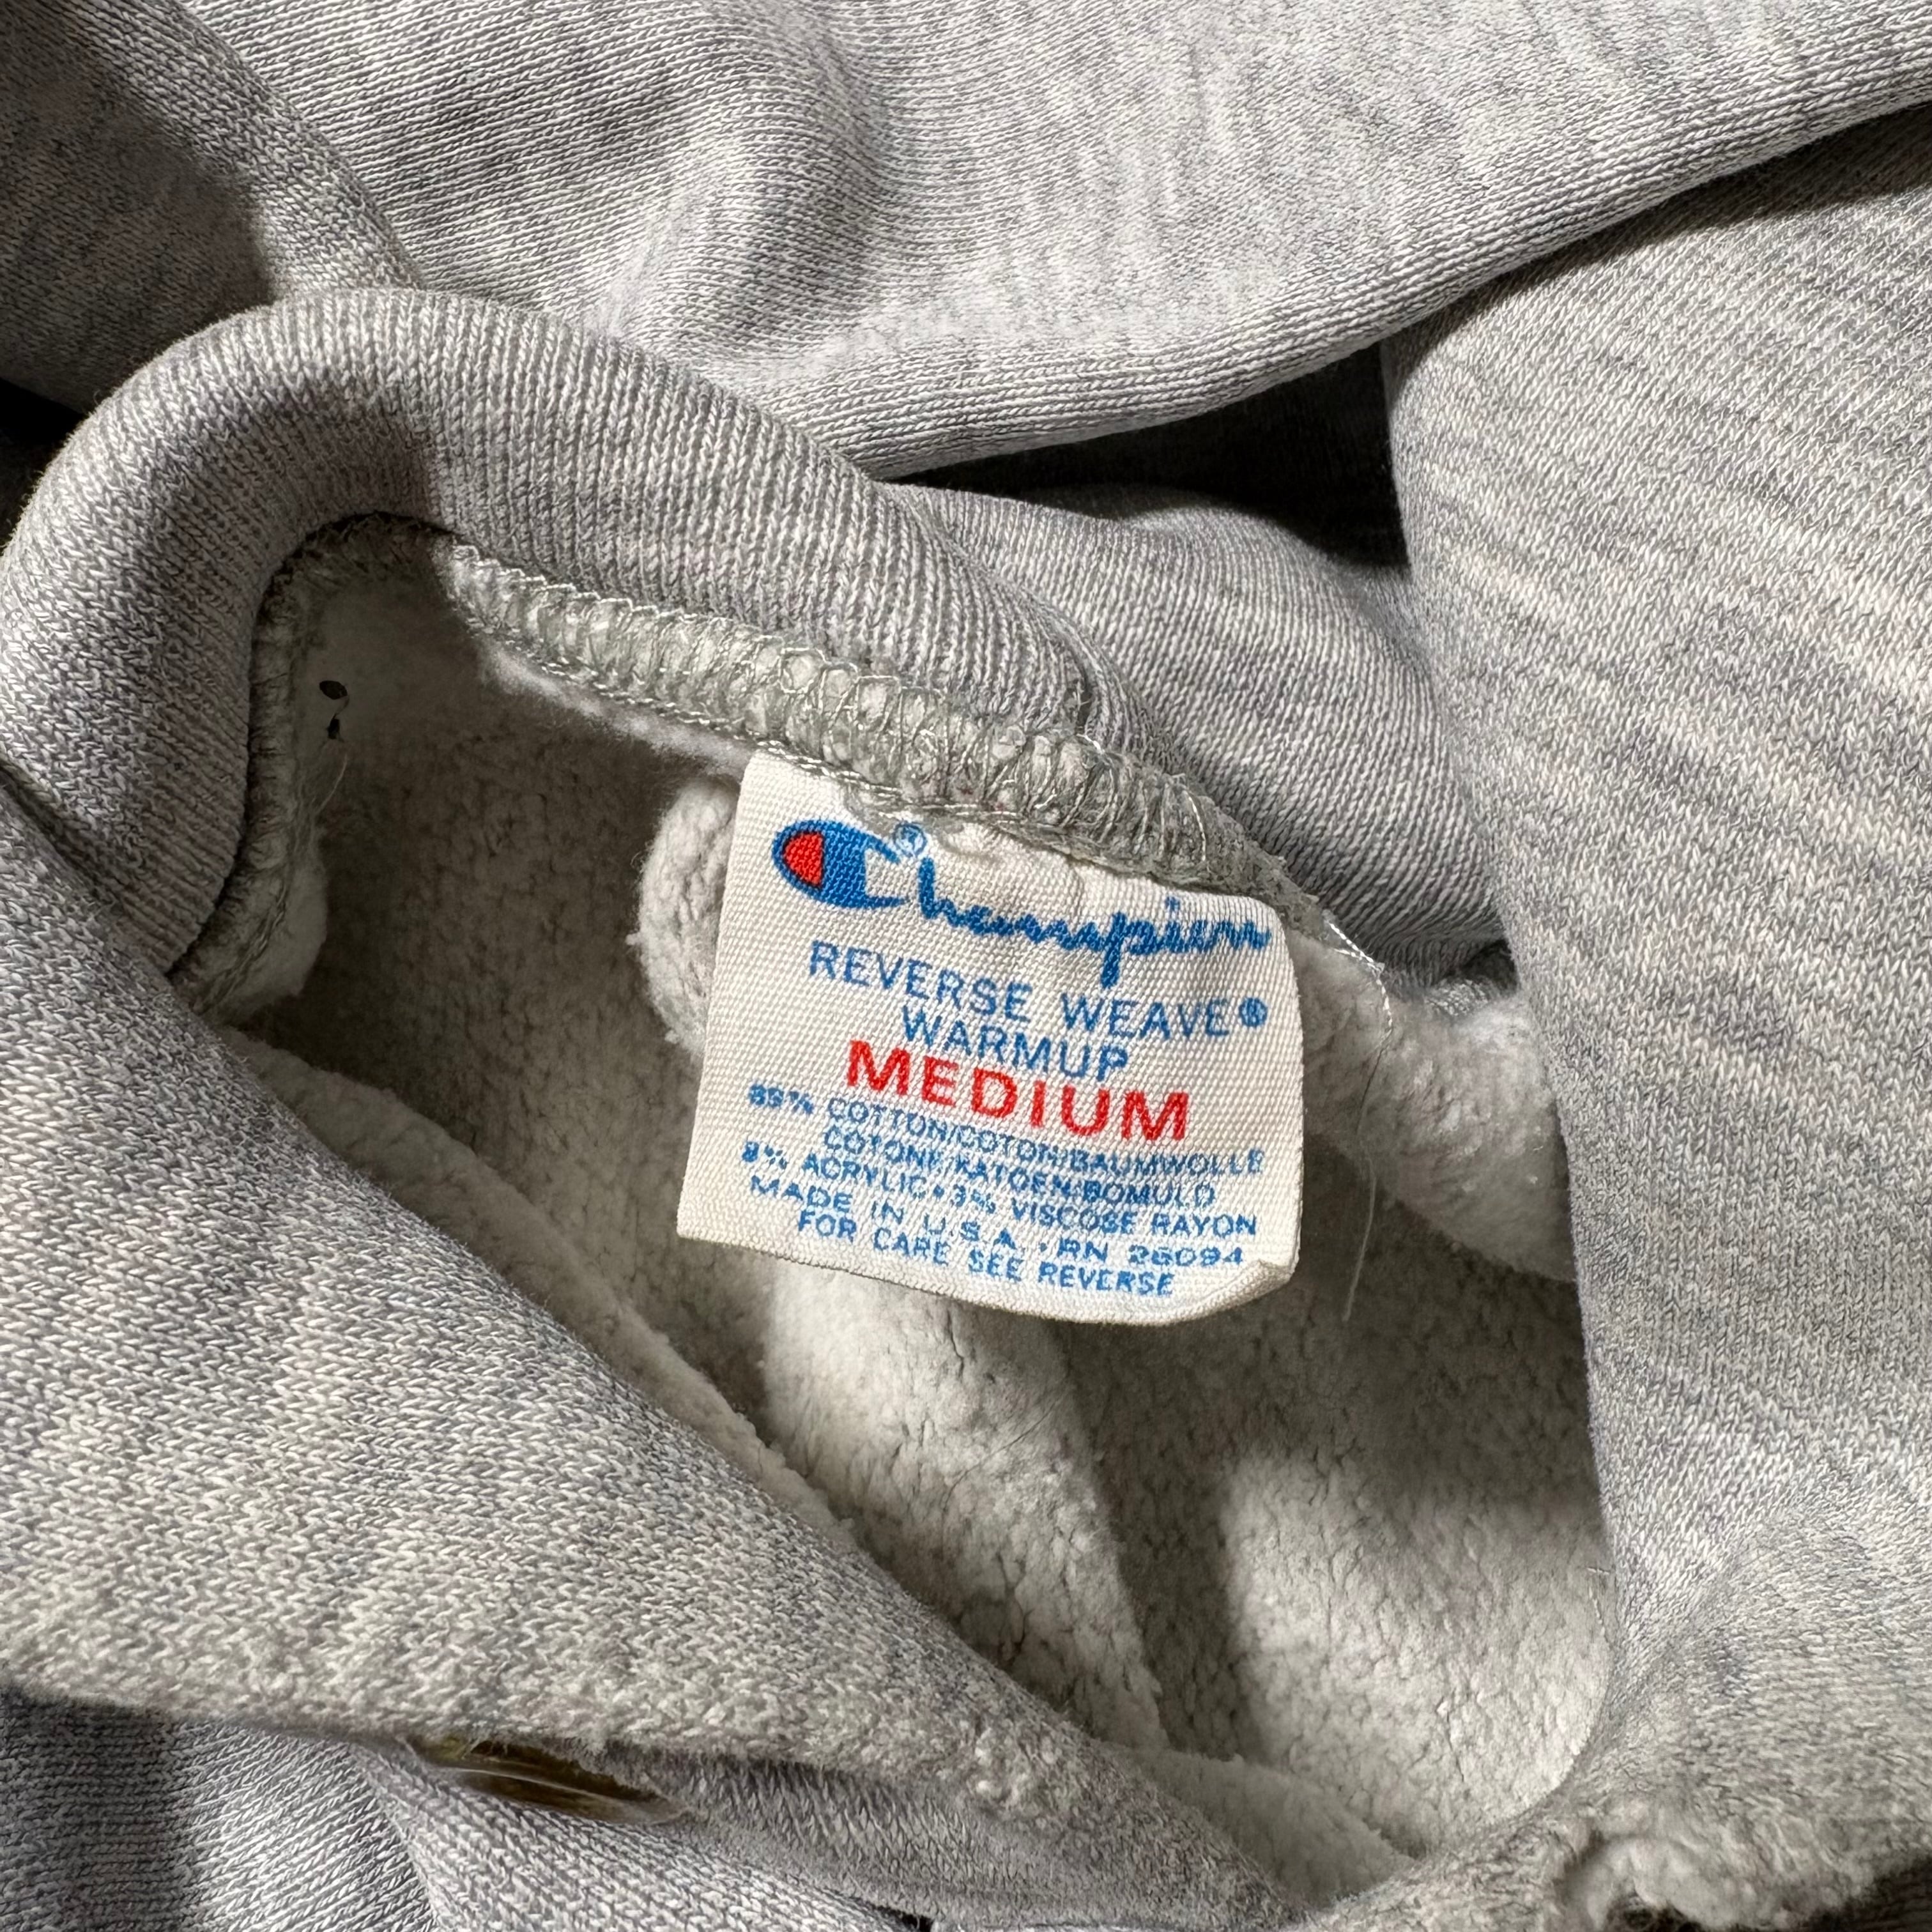 Champion®
REVERSE WEAVE®
WARMUP
MEDIUM
89% COTTON/COTON/BAUMWOLLE
COTONE/KATOEN/BOMULD
8% ACRYLIC•3% VISCOSE RAYON
MADE IN U.S.A. • RN 26094
FOR CARE SEE REVERSE